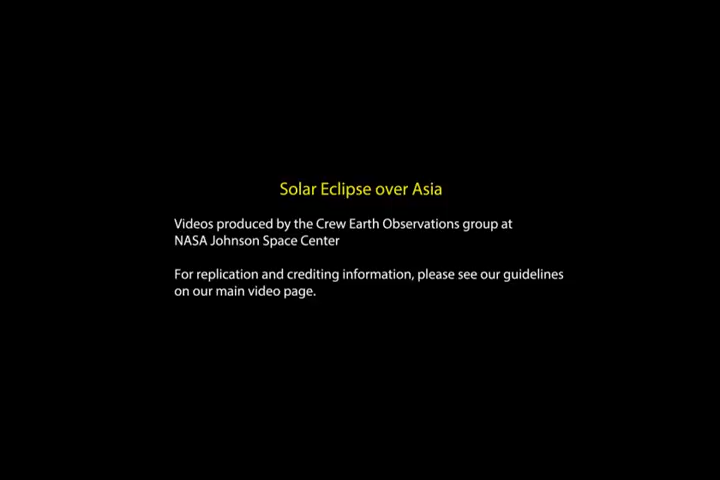 Solar Eclipse over Asia
Videos produced by the Crew Earth Observations group at
NASA Johnson Space Center
For replication and crediting information, please see our guidelines
on our main video page.